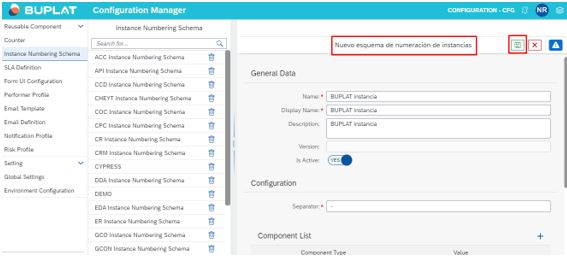 BUPLAT Configuration Manager CONFIGURATION - CFG NR
Reusable Component
Counter
Instance Numbering Schema
SLA Definition
Form UI Configuration
Performer Profile
Email Template
Email Definition
Notification Profile
Risk Profile
Setting
Global Settings
Environment Configuration
Instance Numbering Schema
Search for...
ACC Instance Numbering Schema
API Instance Numbering Schema
CCD Instance Numbering Schema
CHEYT Instance Numbering Schema
COC Instance Numbering Schema
CPC Instance Numbering Schema
CR Instance Numbering Schema
CRM Instance Numbering Schema
CYPRESS
DDA Instance Numbering Schema
DEMO
EDA Instance Numbering Schema
ER Instance Numbering Schema
GCO Instance Numbering Schema
GCON Instance Numbering Schema
Nuevo esquema de numeración de instancias
General Data
Name: * BUPLAT instancia
Display Name: * BUPLAT instancia
Description: BUPLAT instancia
Version:
Is Active: YES
Configuration
Separator: * -
Component List +
Component Type Value